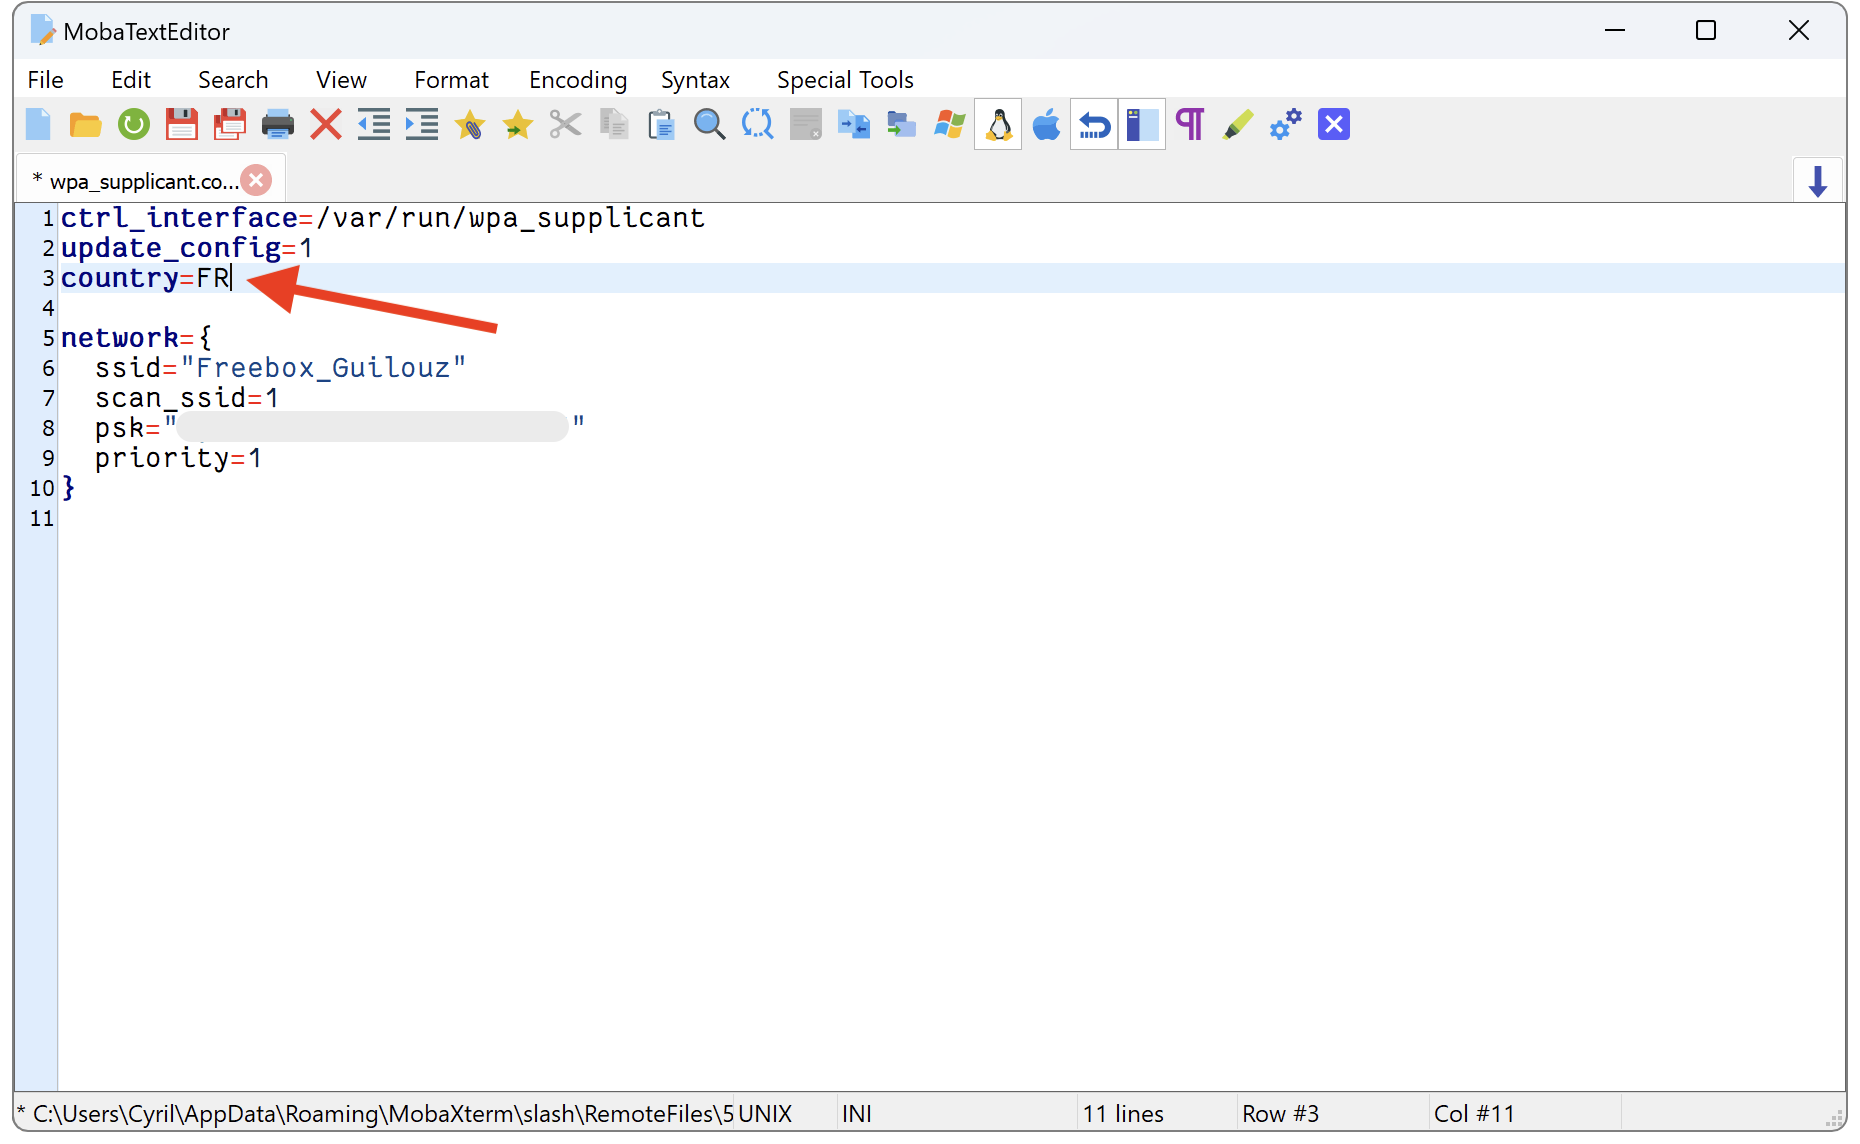 MobaTextEditor
File Edit Search View Format Encoding Syntax Special Tools
* wpa_supplicant.co...
1 ctrl_interface=/var/run/wpa_supplicant
2 update_config=1
3 country=FR
4
5 network={
6 ssid="Freebox_Guilouz"
7 scan_ssid=1
8 psk=" "
9 priority=1
10 }
11
* C:\Users\Cyril\AppData\Roaming\MobaXterm\slash\RemoteFiles\5 UNIX INI 11 lines Row #3 Col #11